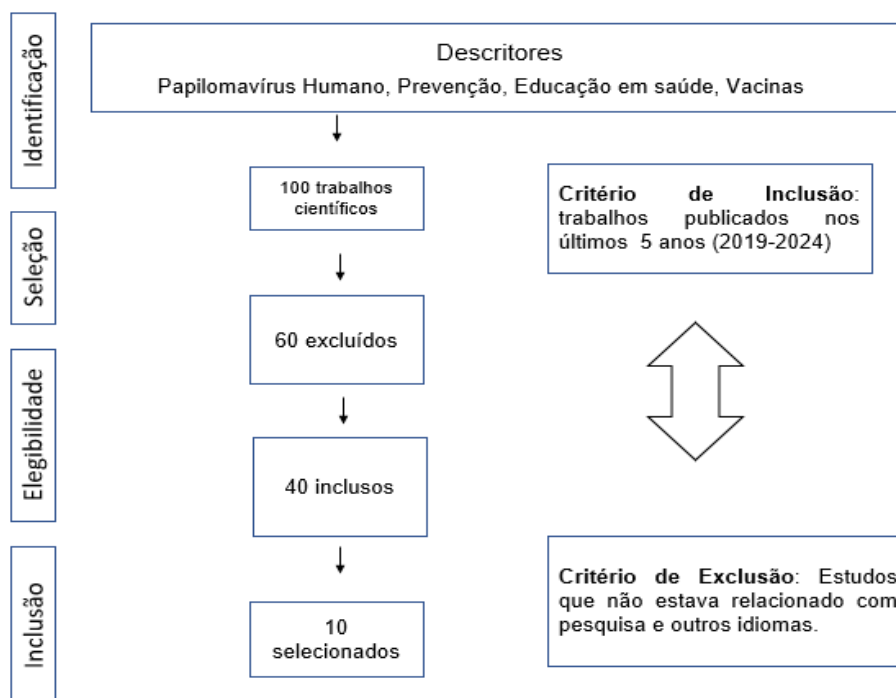 Identificação
Descritores
Papilomavírus Humano, Prevenção, Educação em saúde, Vacinas
100 trabalhos
científicos
Critério de Inclusão:
trabalhos publicados nos
últimos 5 anos (2019-2024)
Seleção
60 excluídos
Elegibilidade
40 inclusos
Inclusão
10
selecionados
Critério de Exclusão: Estudos
que não estava relacionado com
pesquisa e outros idiomas.